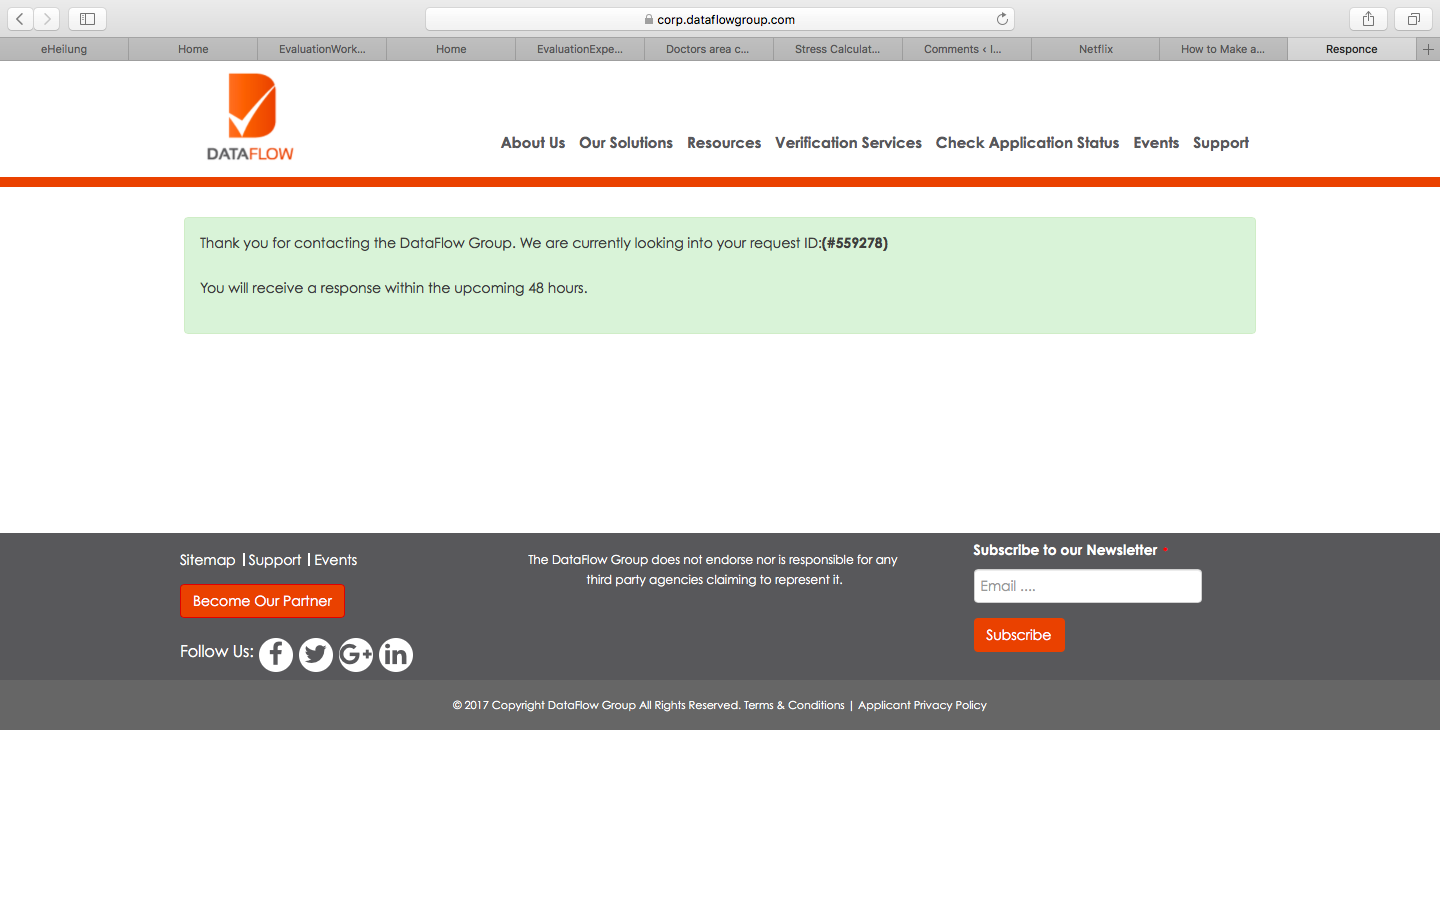 corp.dataflowgroup.com
eHeilung
Home
EvaluationWork...
Home
EvaluationExpe...
Doctors area c...
Stress Calculat...
Comments ‹ I...
Netflix
How to Make a...
Responce
DATAFLOW
About Us
Our Solutions
Resources
Verification Services
Check Application Status
Events
Support
Thank you for contacting the DataFlow Group. We are currently looking into your request ID:(#559278)
You will receive a response within the upcoming 48 hours.
Sitemap | Support | Events
Become Our Partner
Follow Us:
The DataFlow Group does not endorse nor is responsible for any
third party agencies claiming to represent it.
Subscribe to our Newsletter *
Email ....
Subscribe
© 2017 Copyright DataFlow Group All Rights Reserved. Terms & Conditions | Applicant Privacy Policy